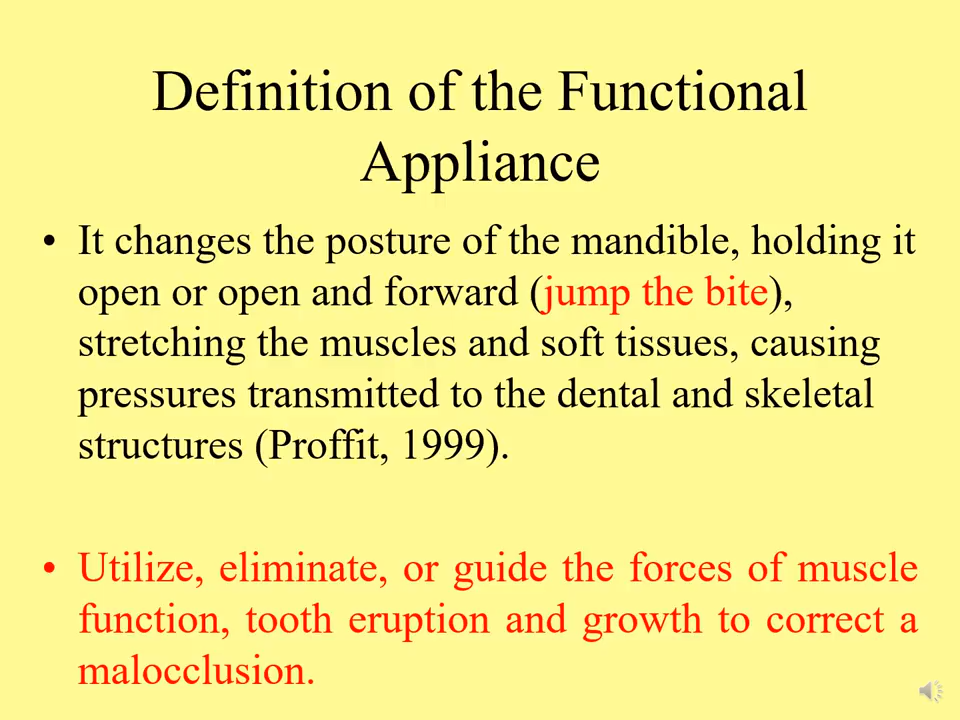 Definition of the Functional
Appliance
• It changes the posture of the mandible, holding it
open or open and forward (jump the bite),
stretching the muscles and soft tissues, causing
pressures transmitted to the dental and skeletal
structures (Proffit, 1999).
• Utilize, eliminate, or guide the forces of muscle
function, tooth eruption and growth to correct a
malocclusion.